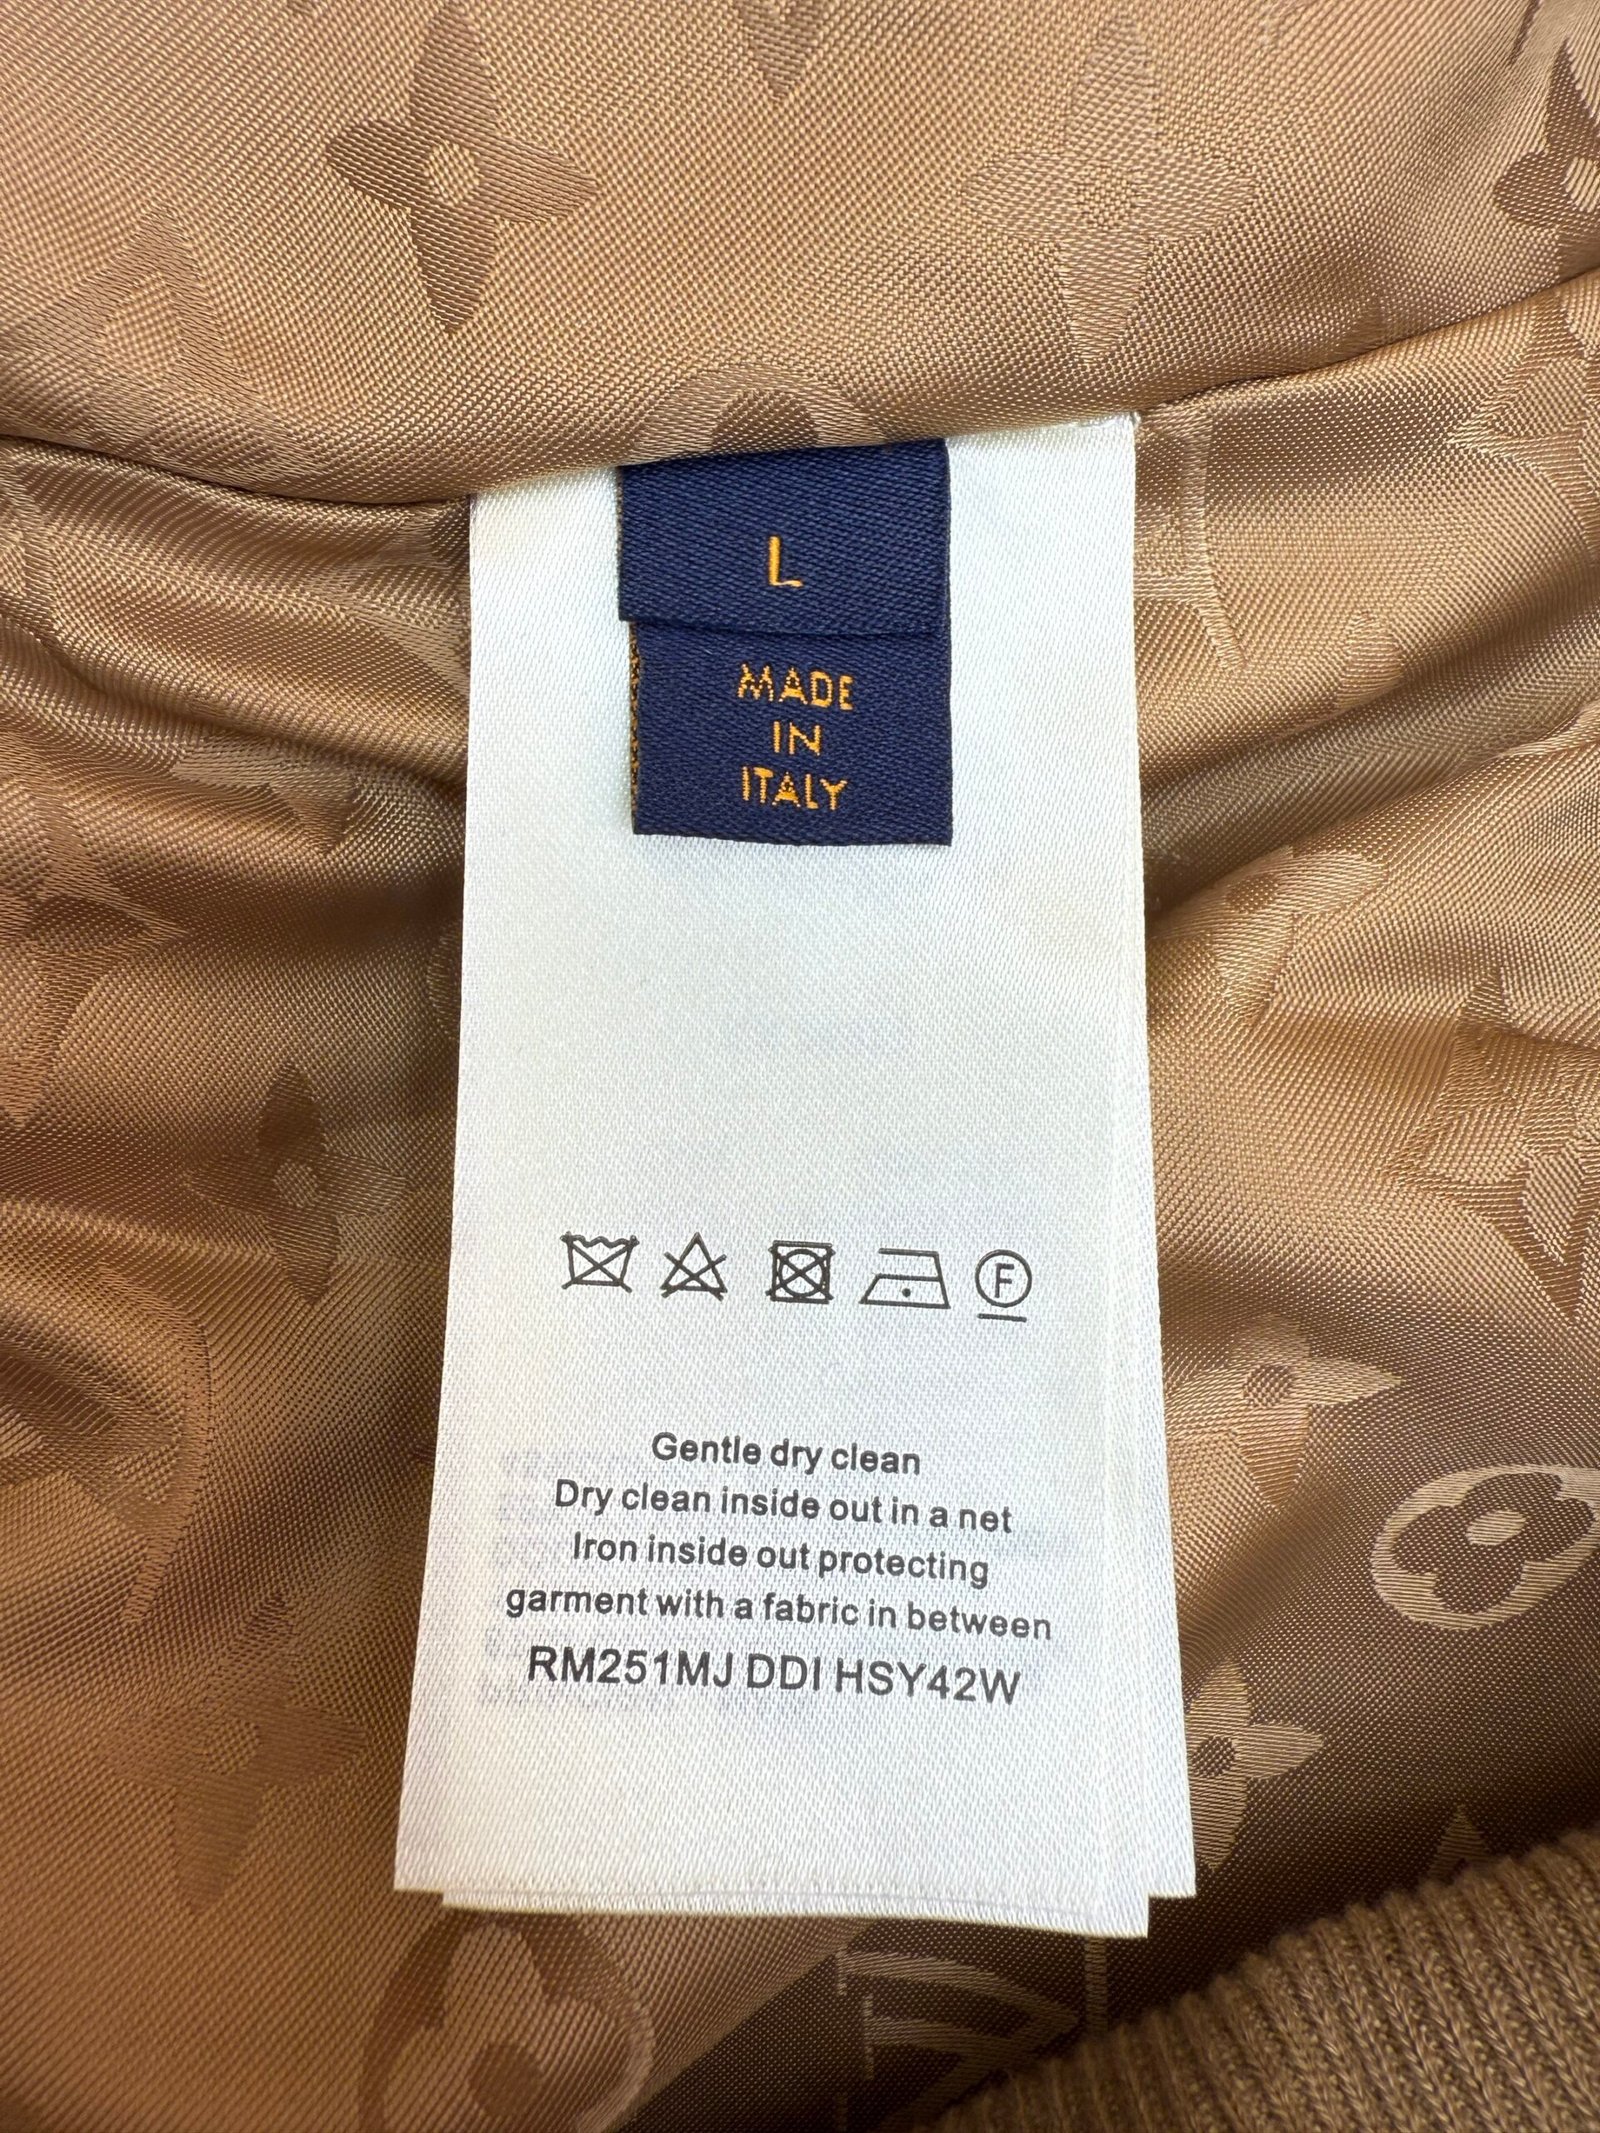 L
MADE
IN
ITALY
F
Gentle dry clean
Dry clean inside out in a net
Iron inside out protecting
garment with a fabric in between
RM251MJ DDI HSY42W